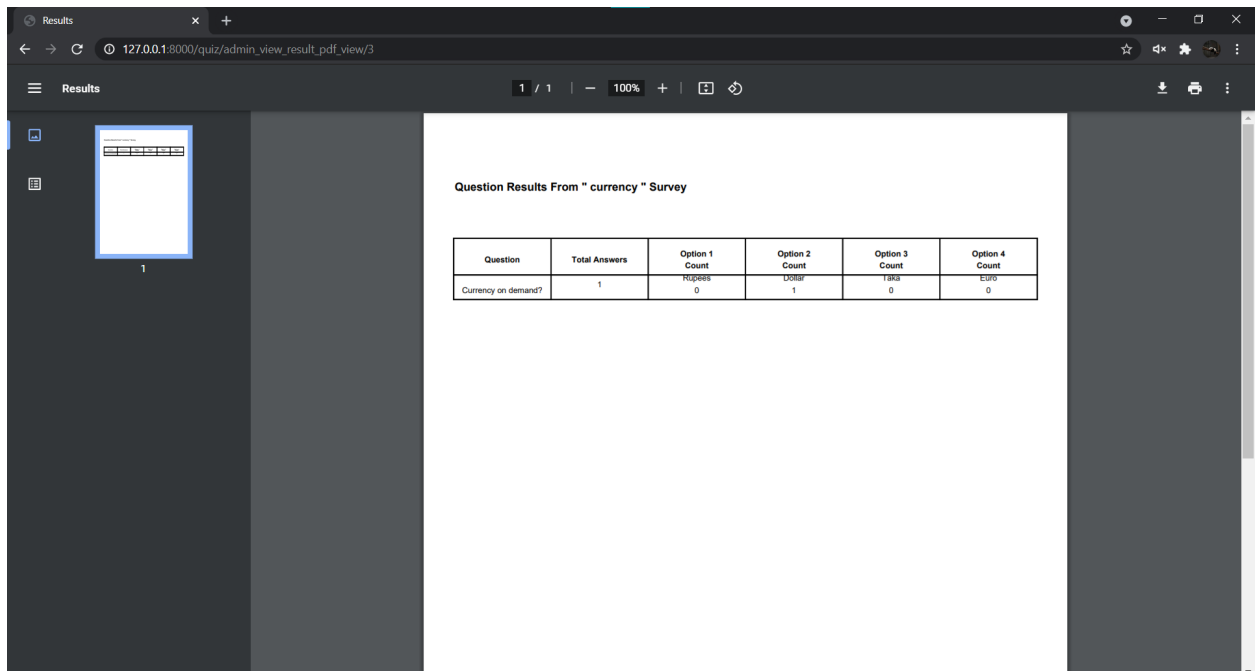 Results
127.0.0.1:8000/quiz/admin_view_result_pdf_view/3
Results
1 / 1
100%
1
Question Results From " currency " Survey
Question Total Answers Option 1 Count Option 2 Count Option 3 Count Option 4 Count
Currency on demand? 1 Rupees 0 Dollar 1 Taka 0 Euro 0